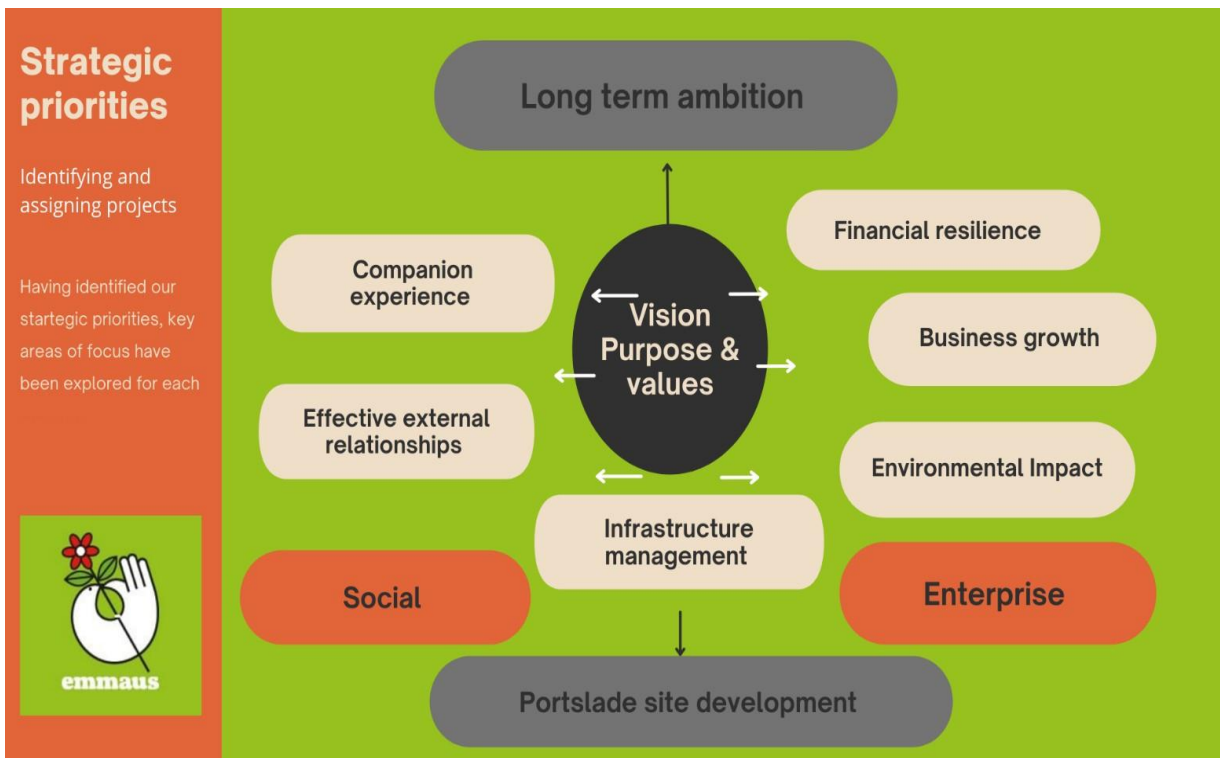 Strategic
priorities
Identifying and
assigning projects
Having identified our
startegic priorities, key
areas of focus have
been explored for each
emmaus
Long term ambition
Financial resilience
Companion
experience
Vision
Purpose &
values
Business growth
Effective external
relationships
Environmental Impact
Infrastructure
management
Social
Enterprise
Portslade site development